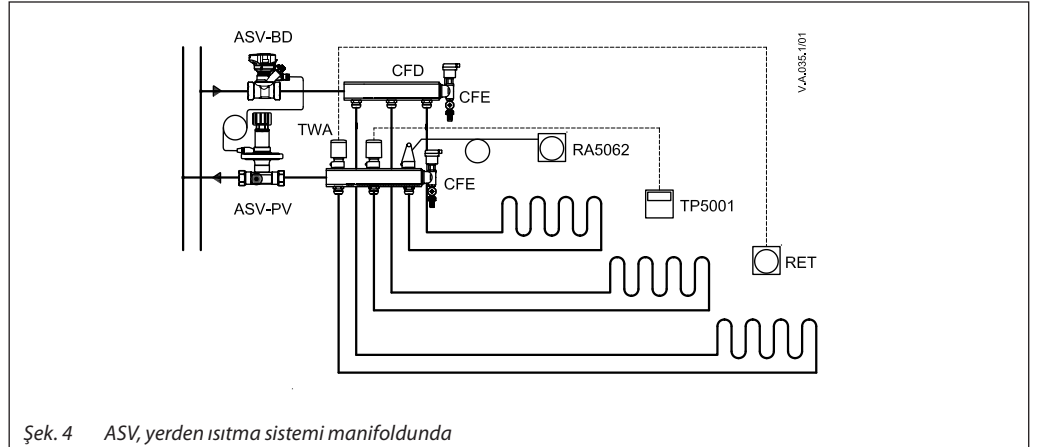 ASV-BD
CFD
CFE
V.A.035.1/01
TWA
RA5062
CFE
ASV-PV
TP5001
RET
Şek. 4 ASV, yerden ısıtma sistemi manifoldunda